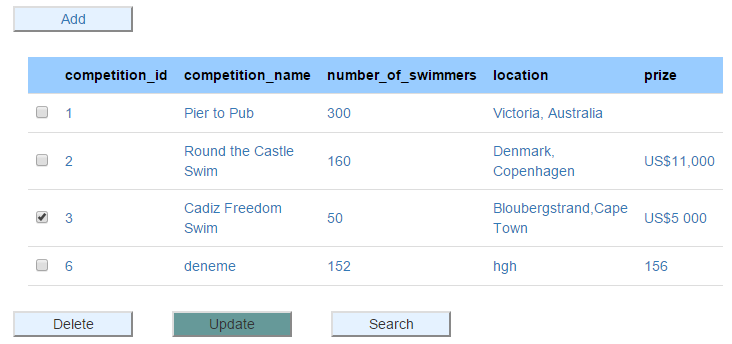 Add
competition_id competition_name number_of_swimmers location prize
1 Pier to Pub 300 Victoria, Australia
2 Round the Castle Swim 160 Denmark, Copenhagen US$11,000
3 Cadiz Freedom Swim 50 Bloubergstrand,Cape Town US$5 000
6 deneme 152 hgh 156
Delete Update Search